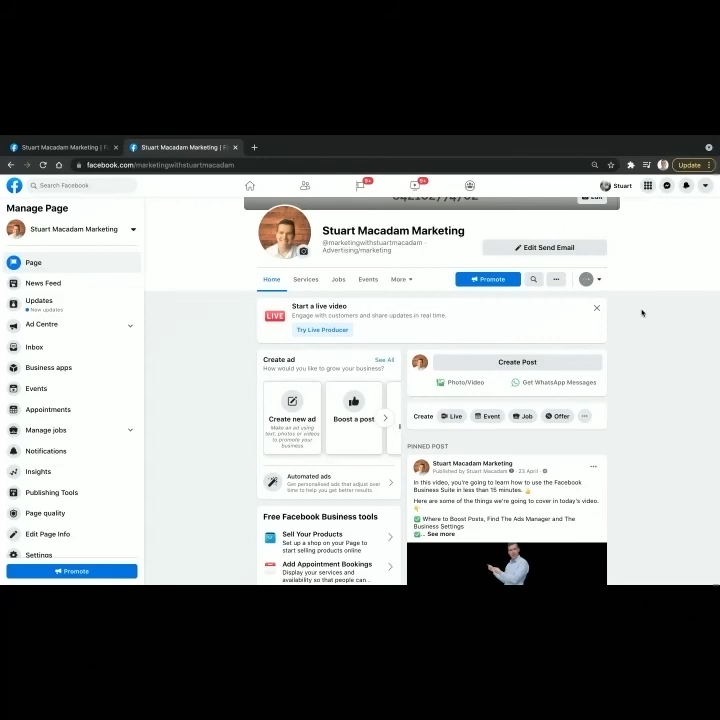 Stuart Macadam Marketing | F
Stuart Macadam Marketing | F
facebook.com/marketingwithstuartmacadam
Update
Search Facebook
9+
9+
Stuart
Manage Page
Stuart Macadam Marketing
Page
News Feed
Updates
New updates
Ad Centre
Inbox
Business apps
Events
Appointments
Manage jobs
Notifications
Insights
Publishing Tools
Page quality
Edit Page Info
Settings
Promote
Edit
Stuart Macadam Marketing
@marketingwithstuartmacadam ·
Advertising/marketing
Edit Send Email
Home Services Jobs Events More
Promote
LIVE
Start a live video
Engage with customers and share updates in real time.
Try Live Producer
Create ad See All
How would you like to grow your business?
Create new ad
Make an ad using
text, photos or videos
to promote your
business.
Boost a post
Automated ads
Get personalised ads that adjust over
time to help you get better results
Free Facebook Business tools
Sell Your Products
Set up a shop on your Page to
start selling products online
Add Appointment Bookings
Display your services and
availability so that people can...
Create Post
Photo/Video Get WhatsApp Messages
Create Live Event Job Offer
PINNED POST
Stuart Macadam Marketing
Published by Stuart Macadam · 23 April ·
In this video, you're going to learn how to use the Facebook
Business Suite in less than 15 minutes. 👍
Here are some of the things we're going to cover in today's video.
👇
✅ Where to Boost Posts, Find The Ads Manager and The
Business Settings
✅... See more